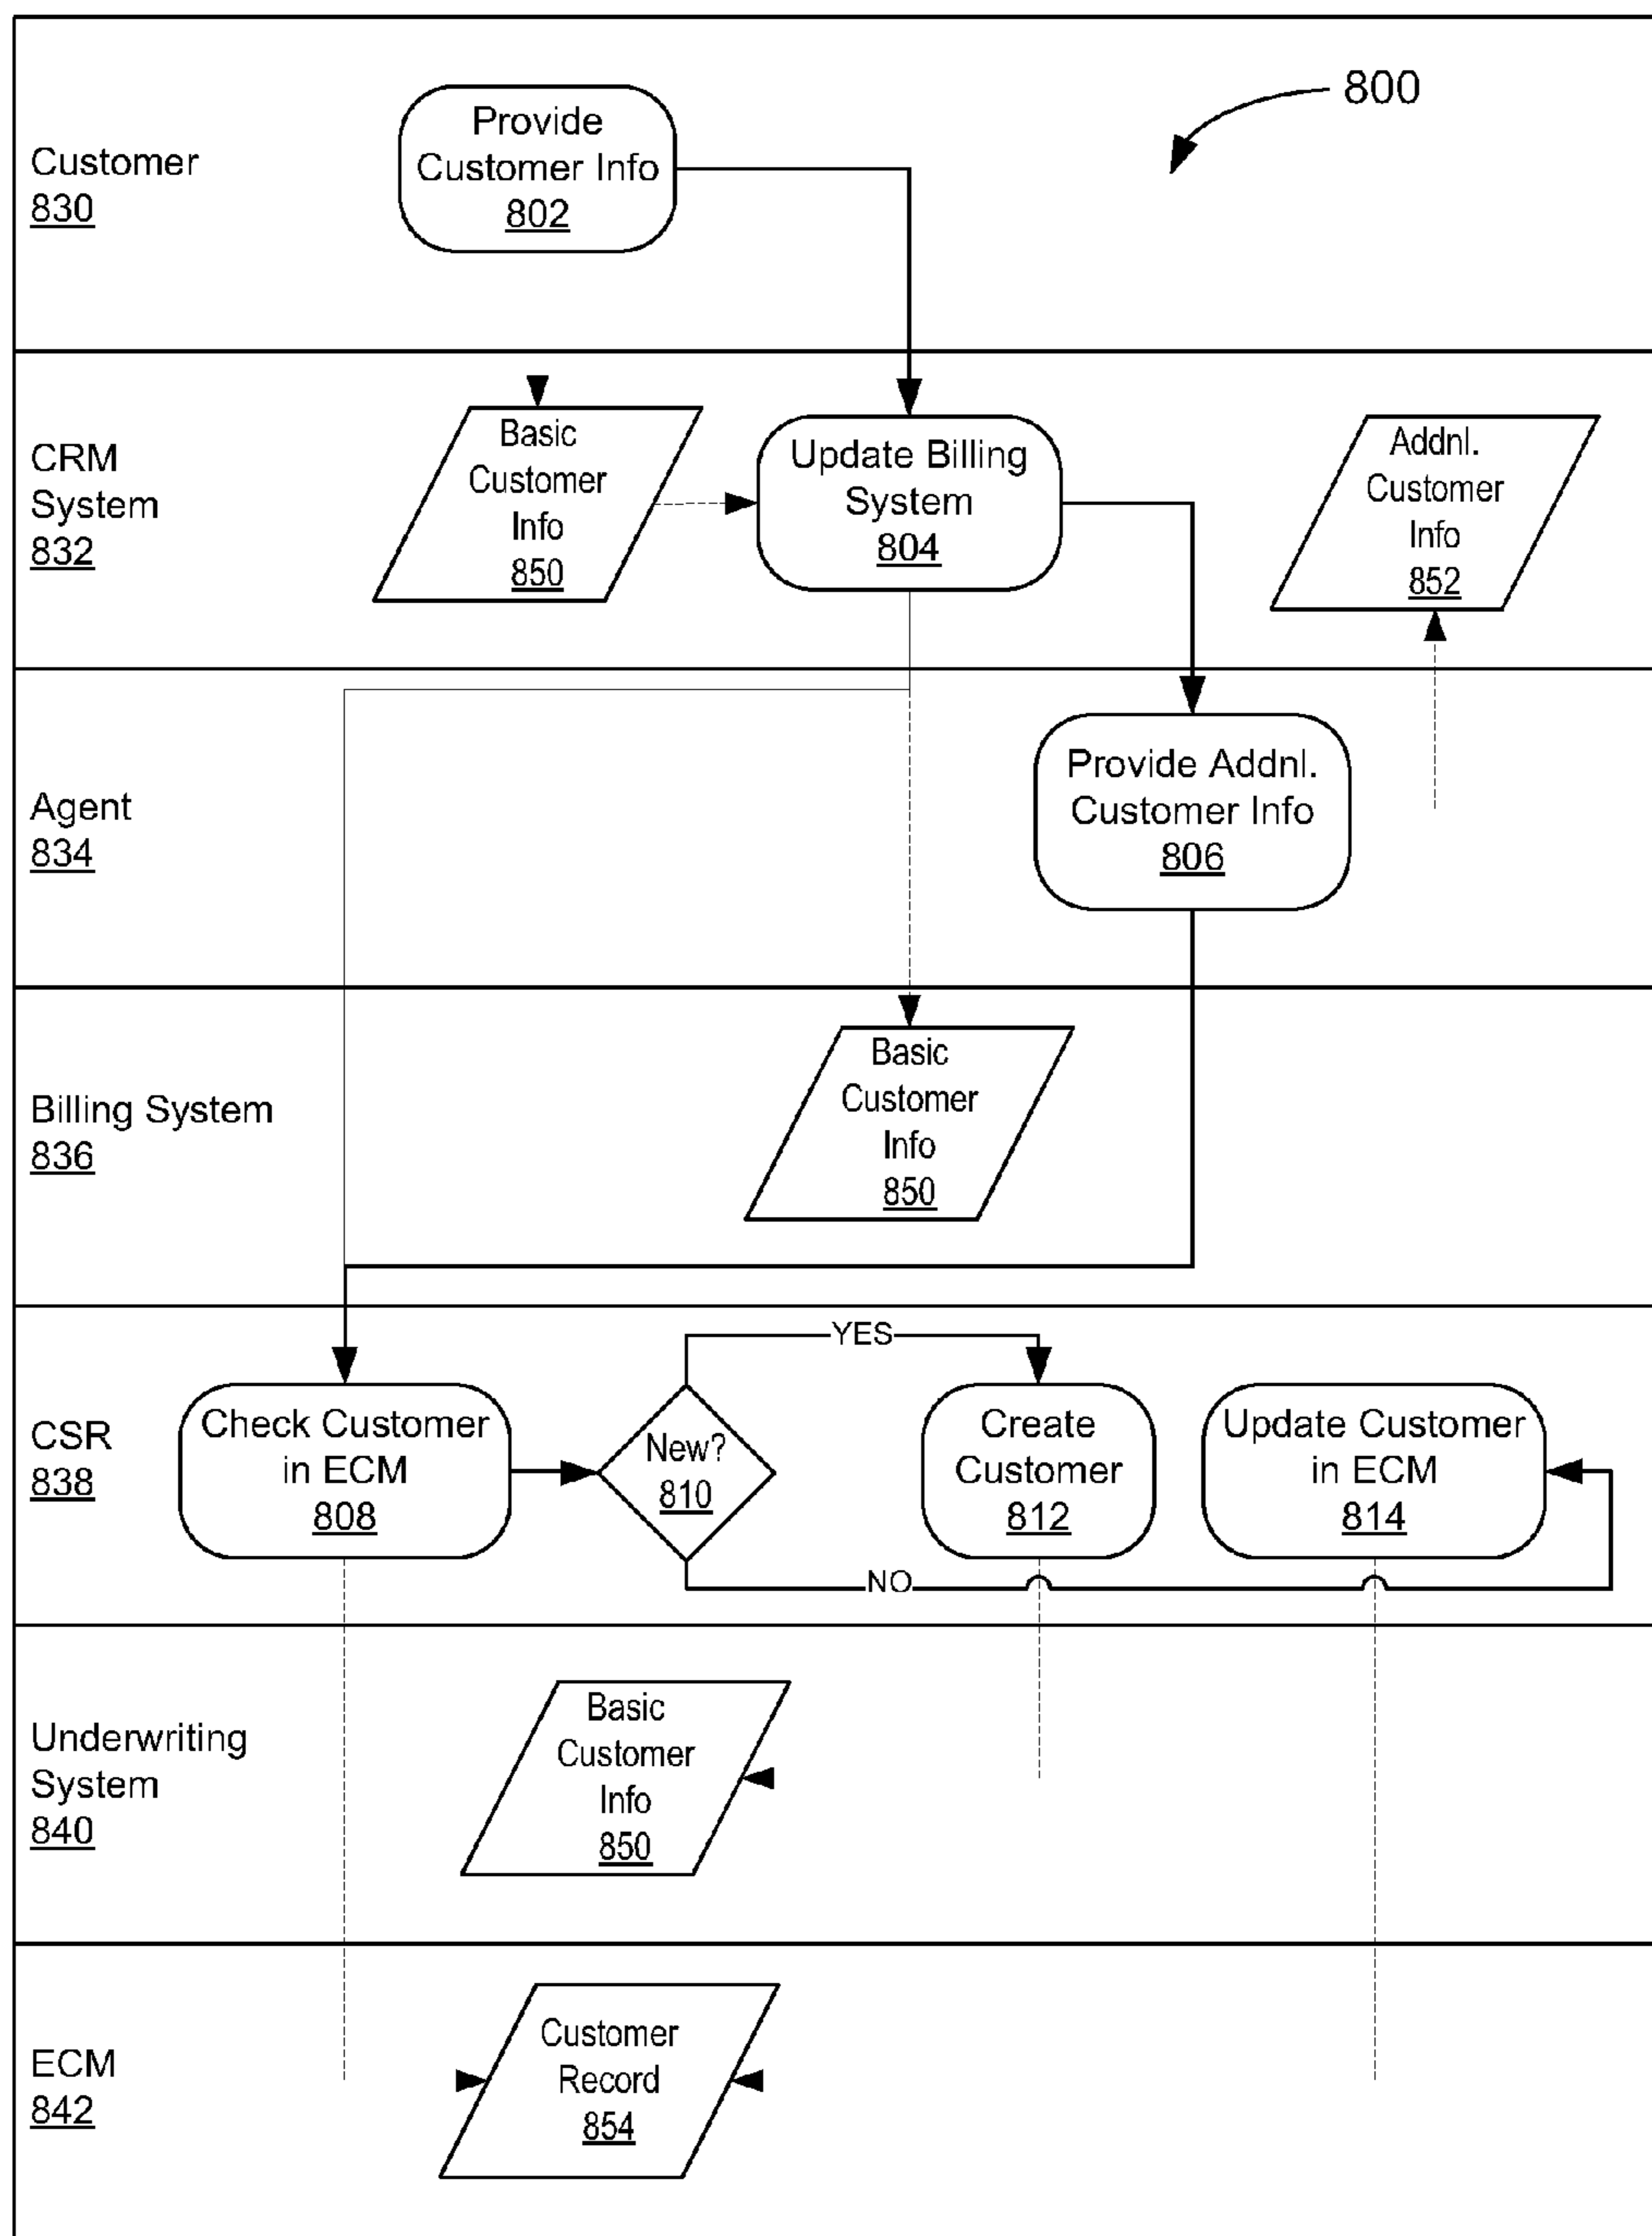 800
Customer
830
Provide
Customer Info
802
CRM
System
832
Basic
Customer
Info
850
Update Billing
System
804
Addnl.
Customer
Info
852
Agent
834
Provide Addnl.
Customer Info
806
Billing System
836
Basic
Customer
Info
850
CSR
838
Check Customer
in ECM
808
New?
810
YES
NO
Create
Customer
812
Update Customer
in ECM
814
Underwriting
System
840
Basic
Customer
Info
850
ECM
842
Customer
Record
854